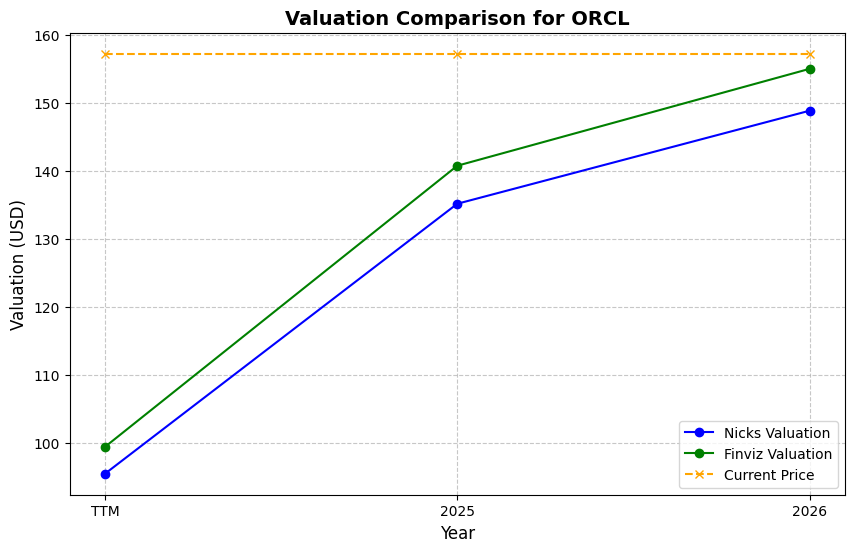 Valuation Comparison for ORCL
Valuation (USD)
160
150
140
130
120
110
100
TTM
2025
2026
Year
Nicks Valuation
Finviz Valuation
Current Price